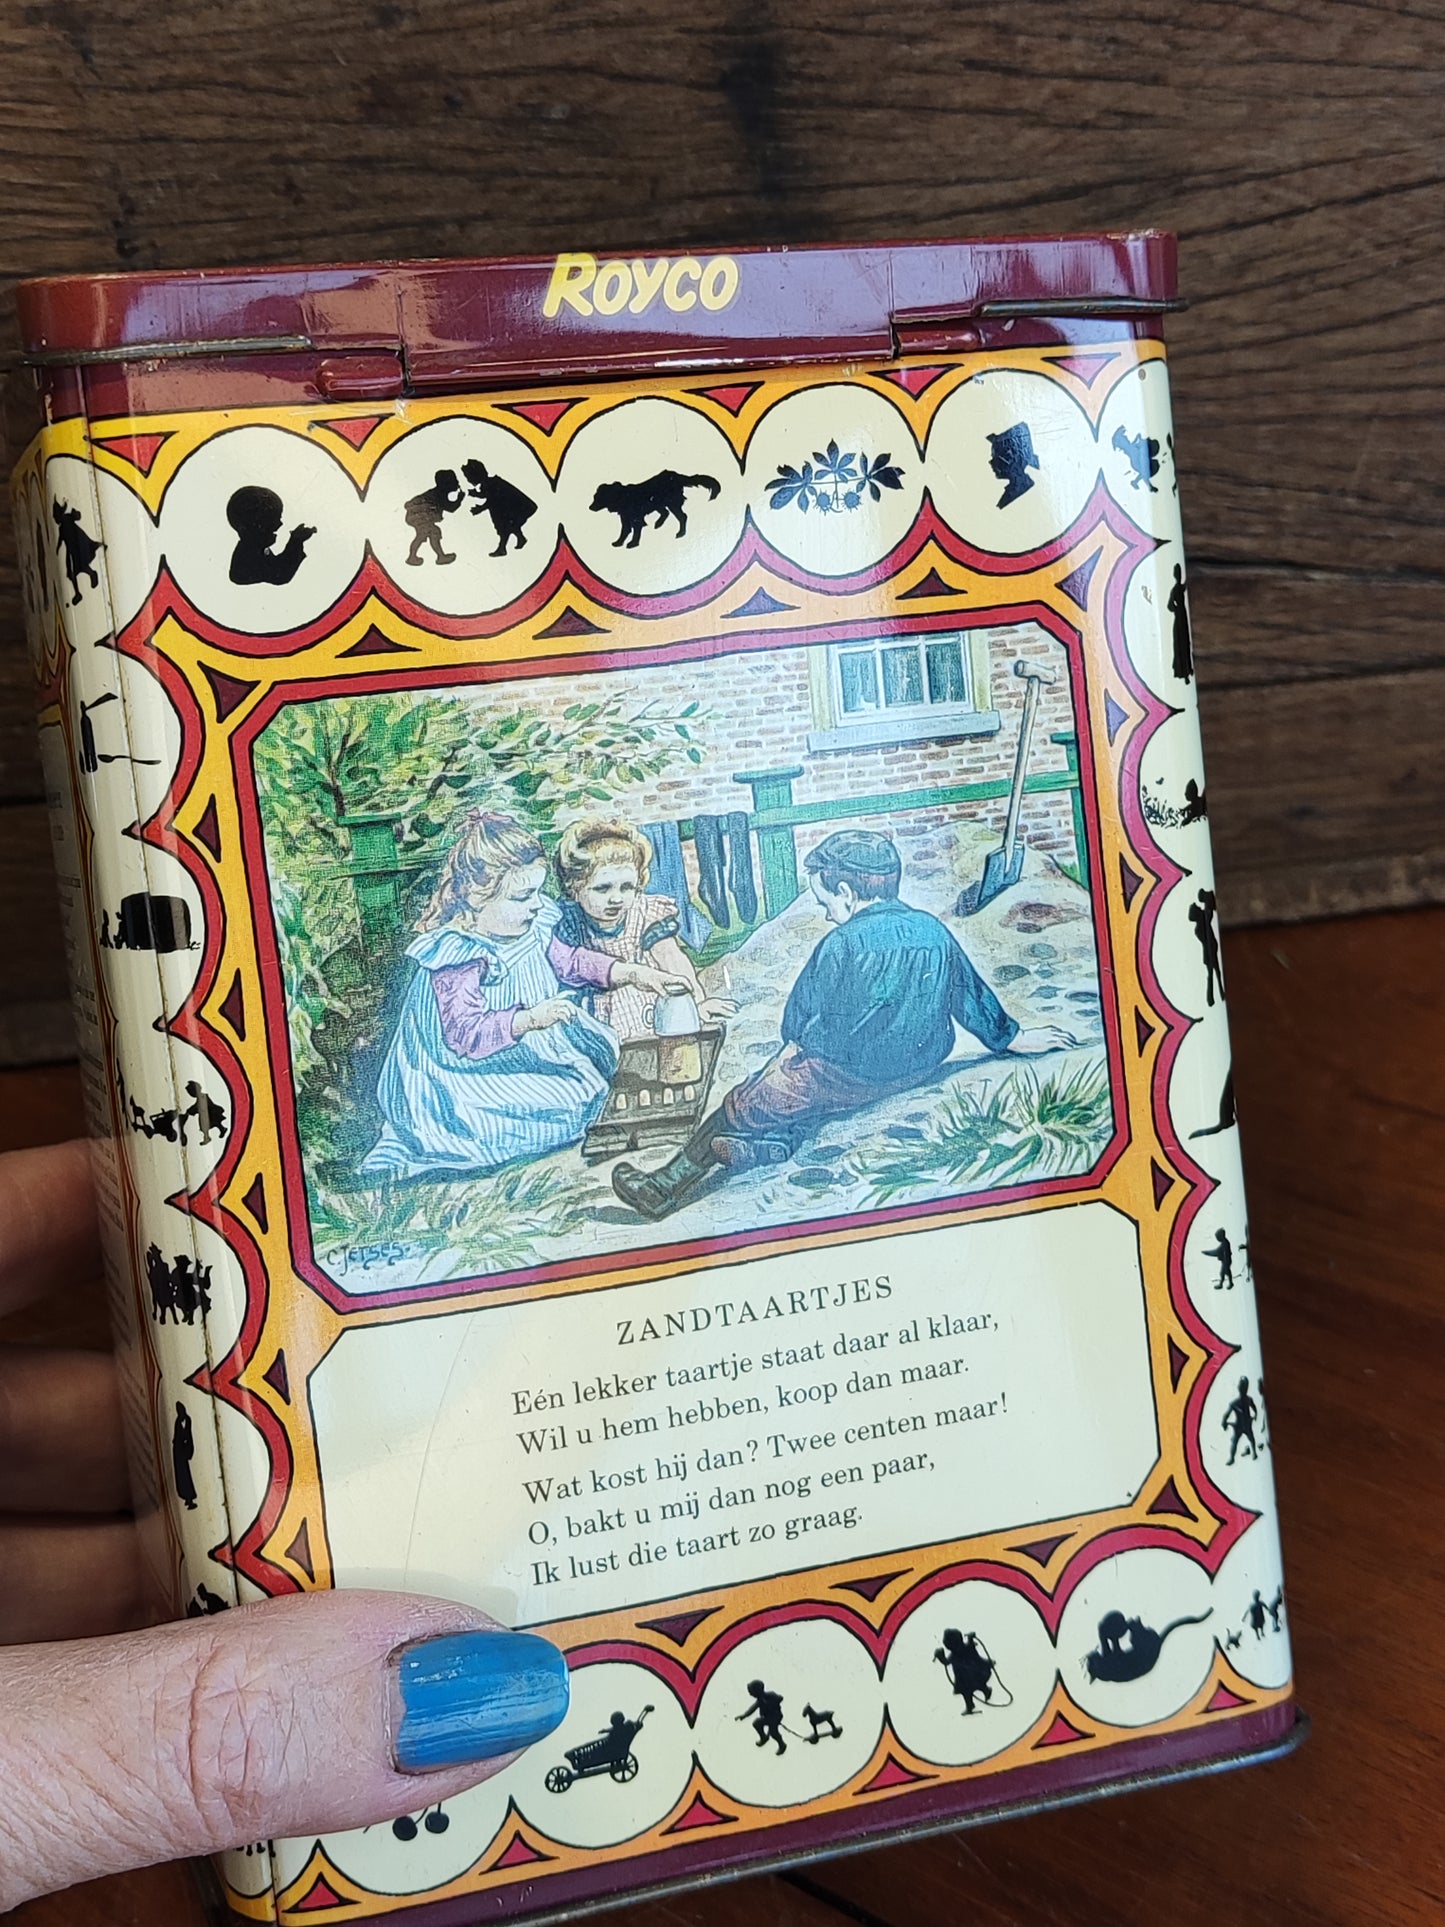 ROYCO
C. JETSES.
ZANDTAARTJES
Eén lekker taartje staat daar al klaar,
Wil u hem hebben, koop dan maar.
Wat kost hij dan? Twee centen maar!
O, bakt u mij dan nog een paar,
Ik lust die taart zo graag.